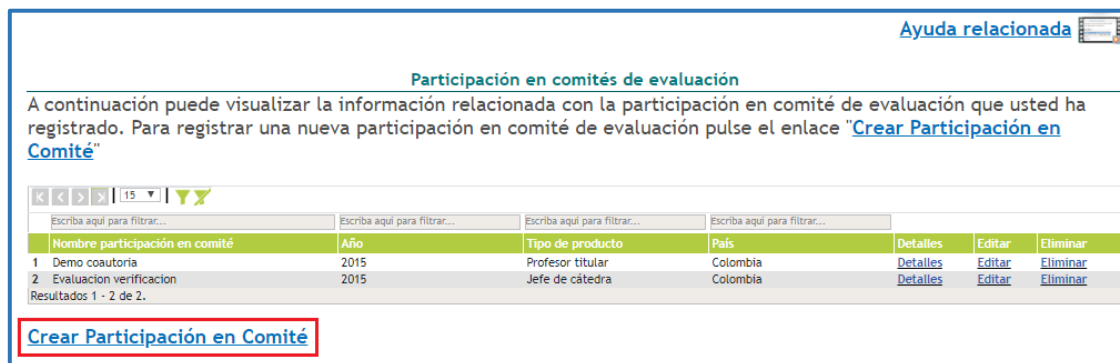 Ayuda relacionada
Participación en comités de evaluación
A continuación puede visualizar la información relacionada con la participación en comité de evaluación que usted ha
registrado. Para registrar una nueva participación en comité de evaluación pulse el enlace "Crear Participación en
Comité"
15
Escriba aquí para filtrar... Escriba aquí para filtrar... Escriba aquí para filtrar... Escriba aquí para filtrar...
Nombre participación en comité Año Tipo de producto País Detalles Editar Eliminar
1 Demo coautoria 2015 Profesor titular Colombia Detalles Editar Eliminar
2 Evaluacion verificacion 2015 Jefe de cátedra Colombia Detalles Editar Eliminar
Resultados 1 - 2 de 2.
Crear Participación en Comité